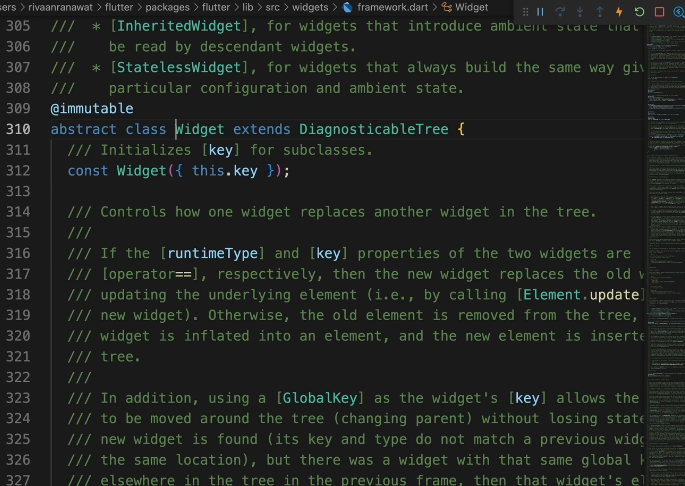 sers > rivaanranawat > flutter > packages > flutter > lib > src > widgets > framework.dart > Widget
305 /// * [InheritedWidget], for widgets that introduce ambient state that
306 /// be read by descendant widgets.
307 /// * [StatelessWidget], for widgets that always build the same way giv
308 /// particular configuration and ambient state.
309 @immutable
310 abstract class Widget extends DiagnosticableTree {
311 /// Initializes [key] for subclasses.
312 const Widget({ this.key });
313
314 /// Controls how one widget replaces another widget in the tree.
315 ///
316 /// If the [runtimeType] and [key] properties of the two widgets are
317 /// [operator==], respectively, then the new widget replaces the old w
318 /// updating the underlying element (i.e., by calling [Element.update]
319 /// new widget). Otherwise, the old element is removed from the tree,
320 /// widget is inflated into an element, and the new element is inserte
321 /// tree.
322 ///
323 /// In addition, using a [GlobalKey] as the widget's [key] allows the
324 /// to be moved around the tree (changing parent) without losing state
325 /// new widget is found (its key and type do not match a previous widg
326 /// the same location), but there was a widget with that same global k
327 /// elsewhere in the tree in the previous frame, then that widget's el